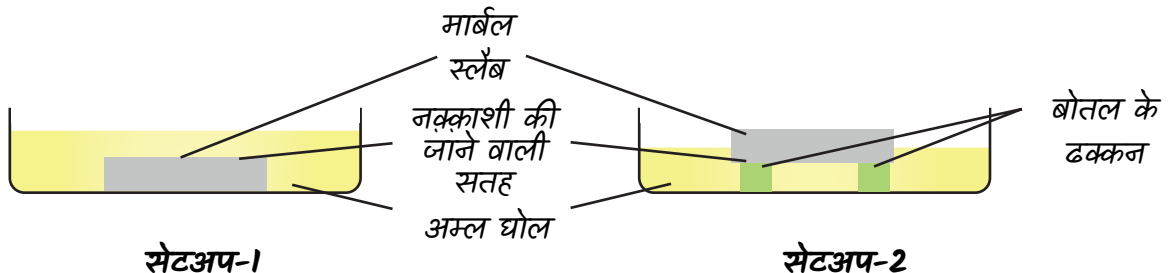 मार्बल
स्लैब
नक़्क़ाशी की
जाने वाली
सतह
अम्ल घोल
बोतल के
ढक्कन
सेटअप-1
सेटअप-2